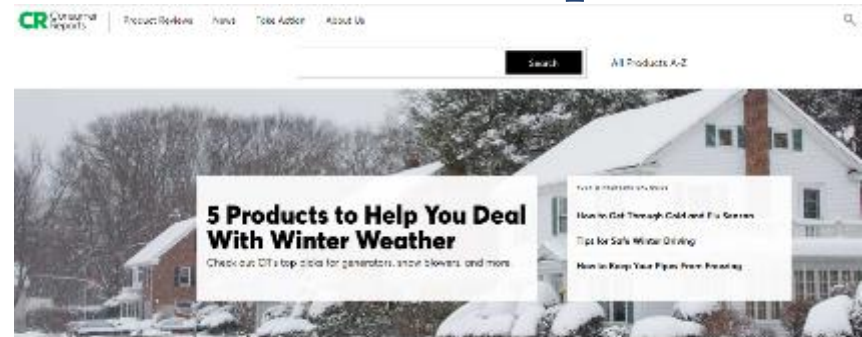 CR Consumer Reports
Product Reviews News Take Action About Us
Search All Products A-Z
5 Products to Help You Deal
With Winter Weather
Check out CR's top picks for generators, snow blowers, and more.
How to Get Through Cold and Flu Season
Tips for Safe Winter Driving
How to Keep Your Pipes From Freezing